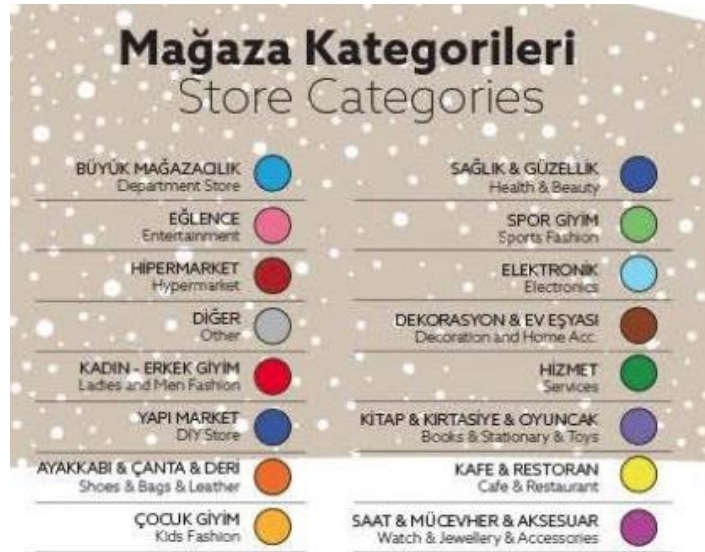 Mağaza Kategorileri
Store Categories
BÜYÜK MAĞAZACILIK
Department Store
EĞLENCE
Entertainment
HİPERMARKET
Hypermarket
DİĞER
Other
KADIN - ERKEK GİYİM
Ladies and Men Fashion
YAPI MARKET
DIY Store
AYAKKABI & ÇANTA & DERİ
Shoes & Bags & Leather
ÇOCUK GİYİM
Kids Fashion
SAĞLIK & GÜZELLİK
Health & Beauty
SPOR GİYİM
Sports Fashion
ELEKTRONİK
Electronics
DEKORASYON & EV EŞYASI
Decoration and Home Acc.
HİZMET
Services
KİTAP & KIRTASİYE & OYUNCAK
Books & Stationary & Toys
KAFE & RESTORAN
Cafe & Restaurant
SAAT & MÜCEVHER & AKSESUAR
Watch & Jewellery & Accessories